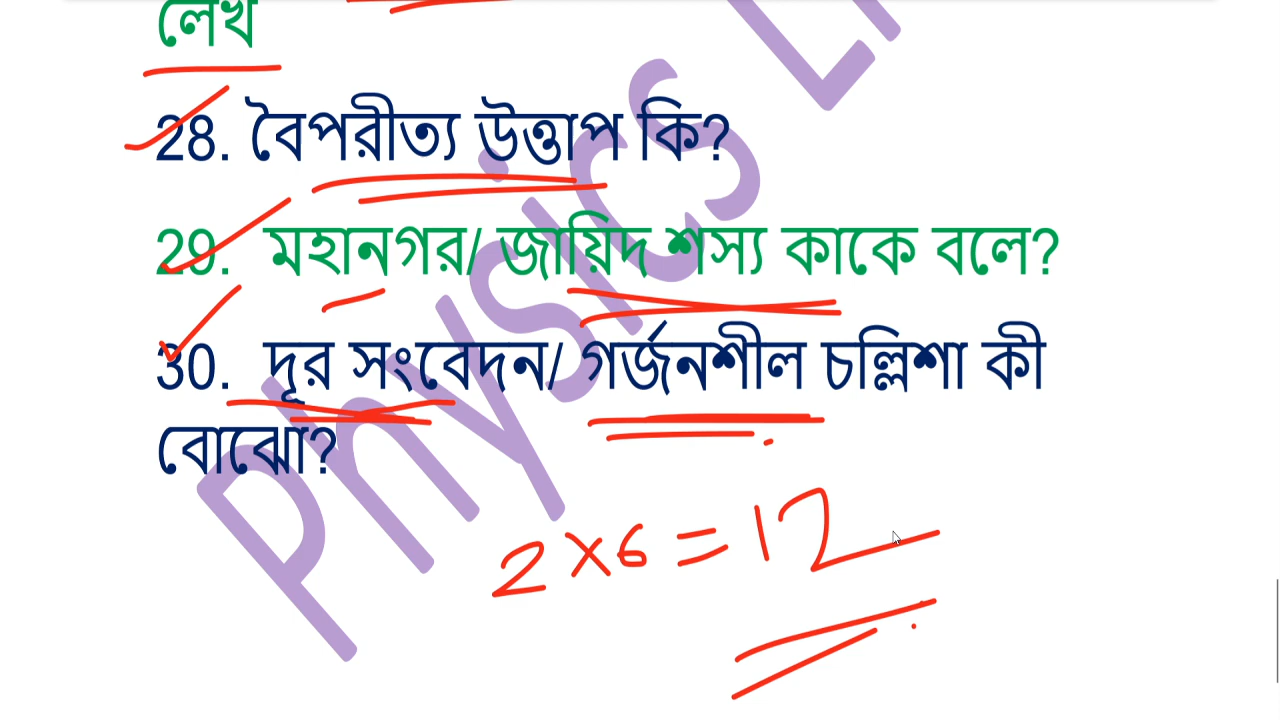 লেখ
28. বৈপরীত্য উত্তাপ কি?
29. মহানগর/ জায়িদ শস্য কাকে বলে?
30. দূর সংবেদন/ গর্জনশীল চল্লিশা কী
বোঝো?
2 x 6 = 12
Physics